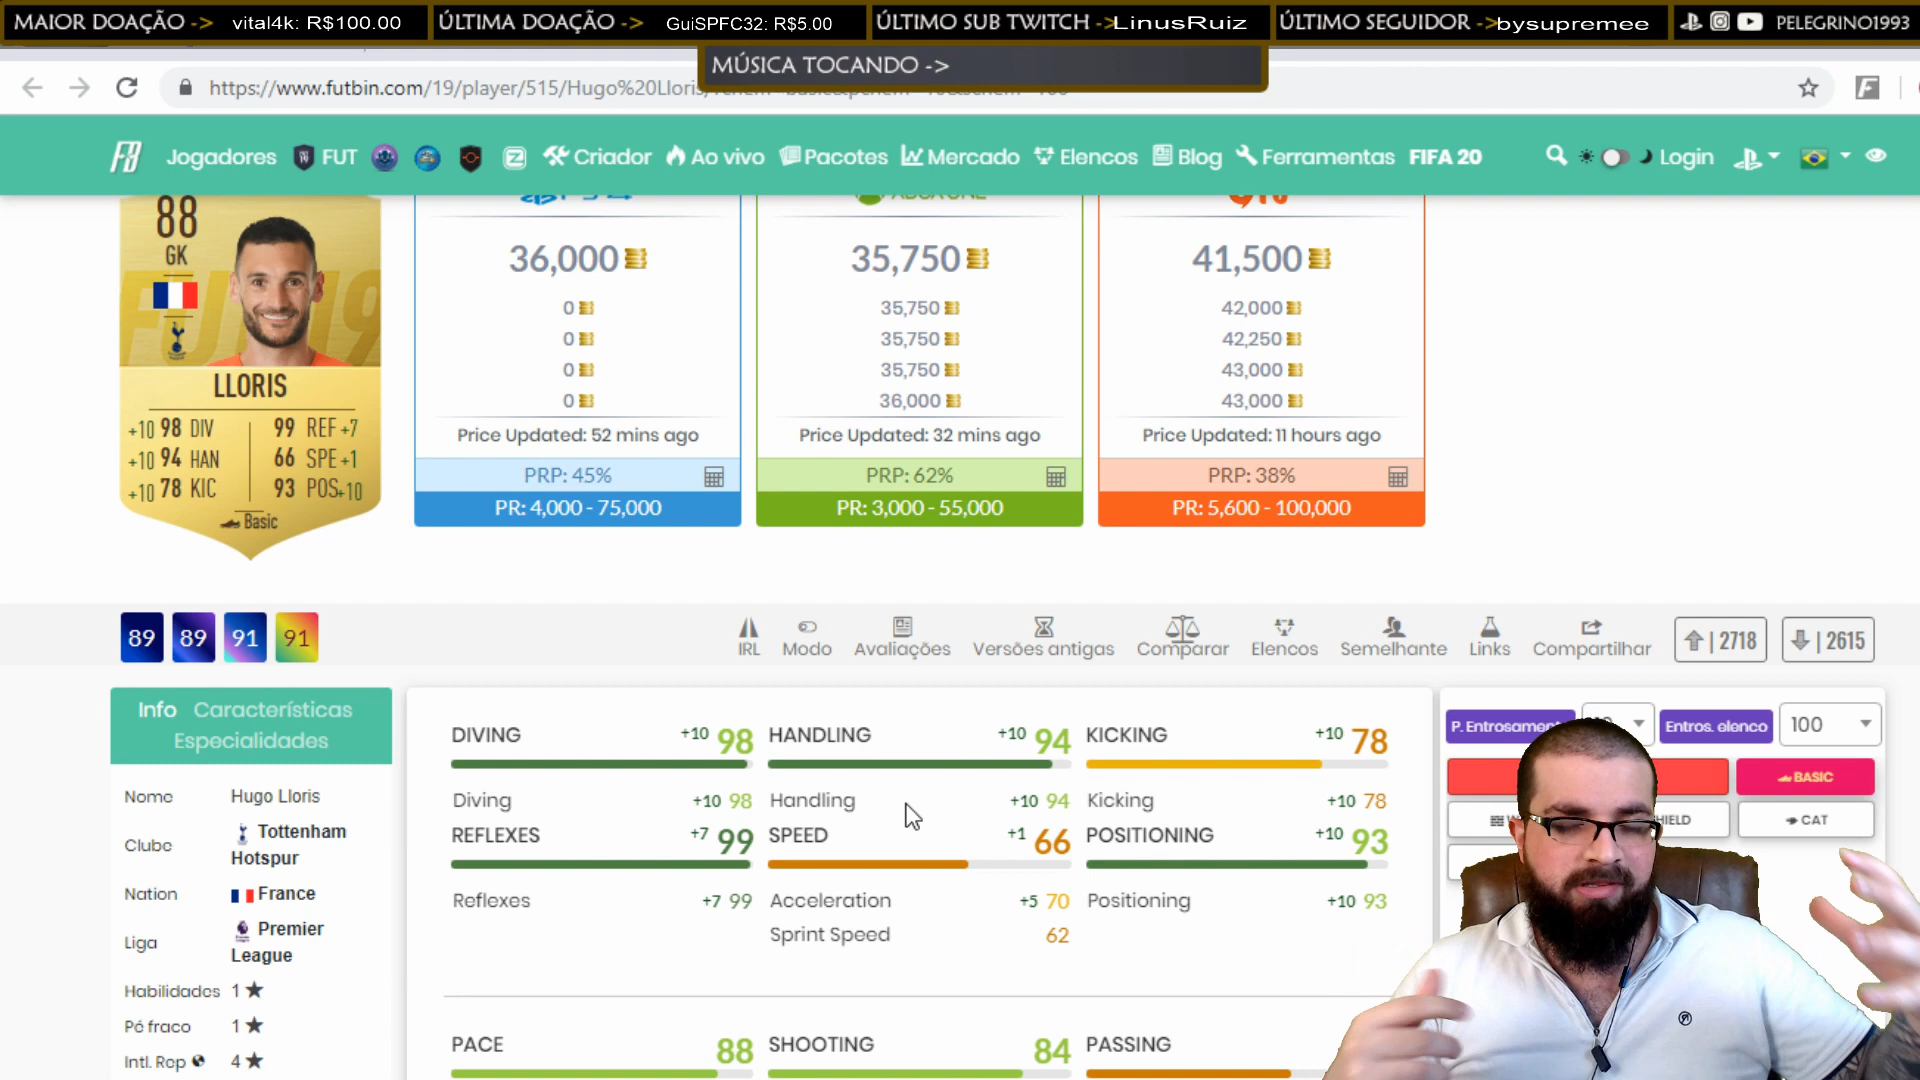 MAIOR DOAÇÃO -> vital4k: R$100.00
ÚLTIMA DOAÇÃO -> GuiSPFC32: R$5.00
ÚLTIMO SUB TWITCH -> LinusRuiz
ÚLTIMO SEGUIDOR -> bysupremee
PELEGRINO1993
MÚSICA TOCANDO ->
https://www.futbin.com/19/player/515/Hugo%20Lloris
Jogadores FUT Criador Ao vivo Pacotes Mercado Elencos Blog Ferramentas FIFA 20 Login
88
GK
LLORIS
+10 98 DIV 99 REF +7
+10 94 HAN 66 SPE +1
+10 78 KIC 93 POS +10
Basic
36,000
0
0
0
0
Price Updated: 52 mins ago
PRP: 45%
PR: 4,000 - 75,000
35,750
35,750
35,750
35,750
36,000
Price Updated: 32 mins ago
PRP: 62%
PR: 3,000 - 55,000
41,500
42,000
42,250
43,000
43,000
Price Updated: 11 hours ago
PRP: 38%
PR: 5,600 - 100,000
89 89 91 91
IRL Modo Avaliações Versões antigas Comparar Elencos Semelhante Links Compartilhar | 2718 | 2615
Info Características
Especialidades
Nome Hugo Lloris
Clube Tottenham Hotspur
Nation France
Liga Premier League
Habilidades 1 ★
Pé fraco 1 ★
Intl. Rep 4 ★
DIVING +10 98 HANDLING +10 94 KICKING +10 78
Diving +10 98 Handling +10 94 Kicking +10 78
REFLEXES +7 99 SPEED +1 66 POSITIONING +10 93
Reflexes +7 99 Acceleration +5 70 Positioning +10 93
Sprint Speed 62
PACE 88 SHOOTING 84 PASSING
Entros. elenco 100
BASIC
CAT